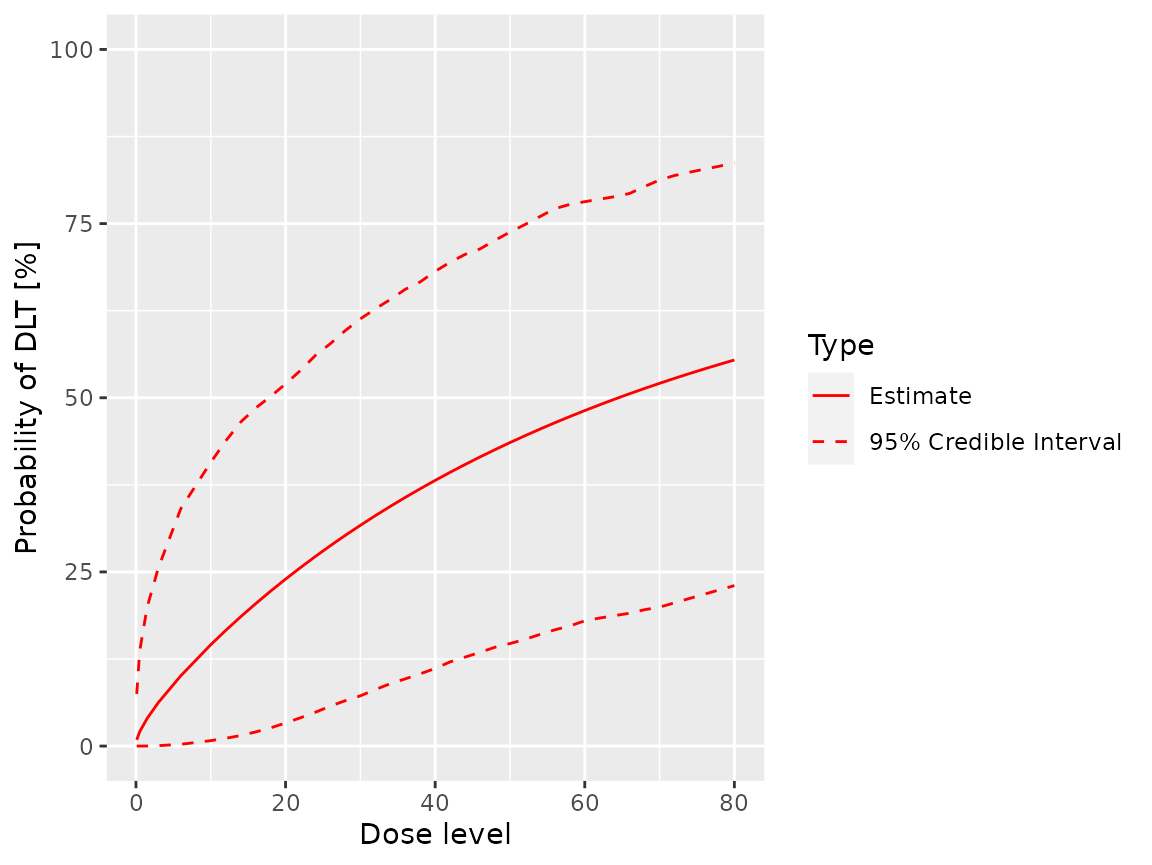 100
75
50
25
0
Probability of DLT [%]
0 20 40 60 80
Dose level
Type
Estimate
95% Credible Interval